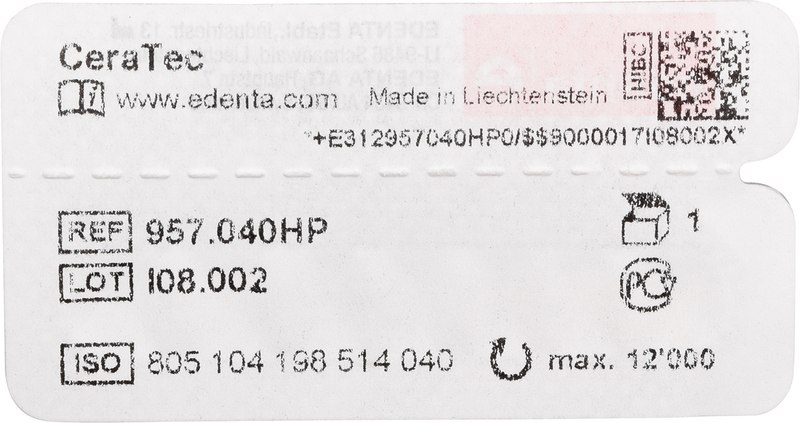 CeraTec
www.edenta.com Made in Liechtenstein HIBC
*+E312957040HP0/$$9000017I08002X*
REF 957.040HP 1
LOT I08.002
ISO 805 104 198 514 040 max. 12'000